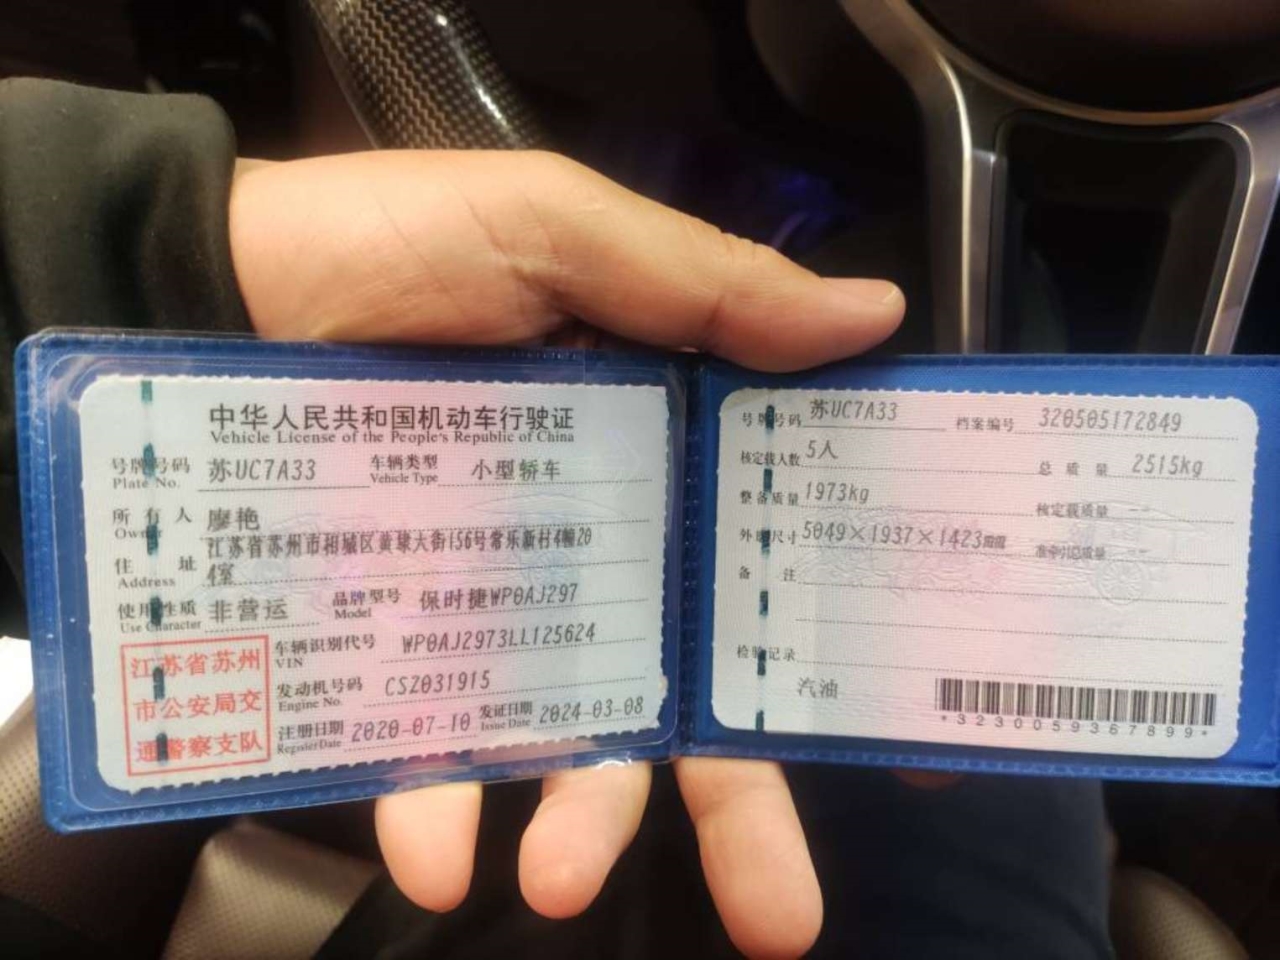 中华人民共和国机动车行驶证
Vehicle License of the People's Republic of China
号牌号码 苏UC7A33 车辆类型 小型轿车
Plate No. Vehicle Type
所有人 廖艳
Owner
住址 江苏省苏州市相城区黄埭大街156号常乐新村4幢20
Address 4室
使用性质 非营运 品牌型号 保时捷WP0AJ297
Use Character Model
江苏省苏州
市公安局交
通警察支队
车辆识别代号 WP0AJ2973LL125624
VIN
发动机号码 CSZ031915
Engine No.
注册日期 2020-07-10 发证日期 2024-03-08
Register Date Issue Date
号牌号码 苏UC7A33 档案编号 320505172849
核定载人数 5人 总质量 2515kg
整备质量 1973kg 核定载质量 --
外廓尺寸 5049×1937×1423 准牵引总质量 --
备注
检验记录
汽油
*3230059367899*